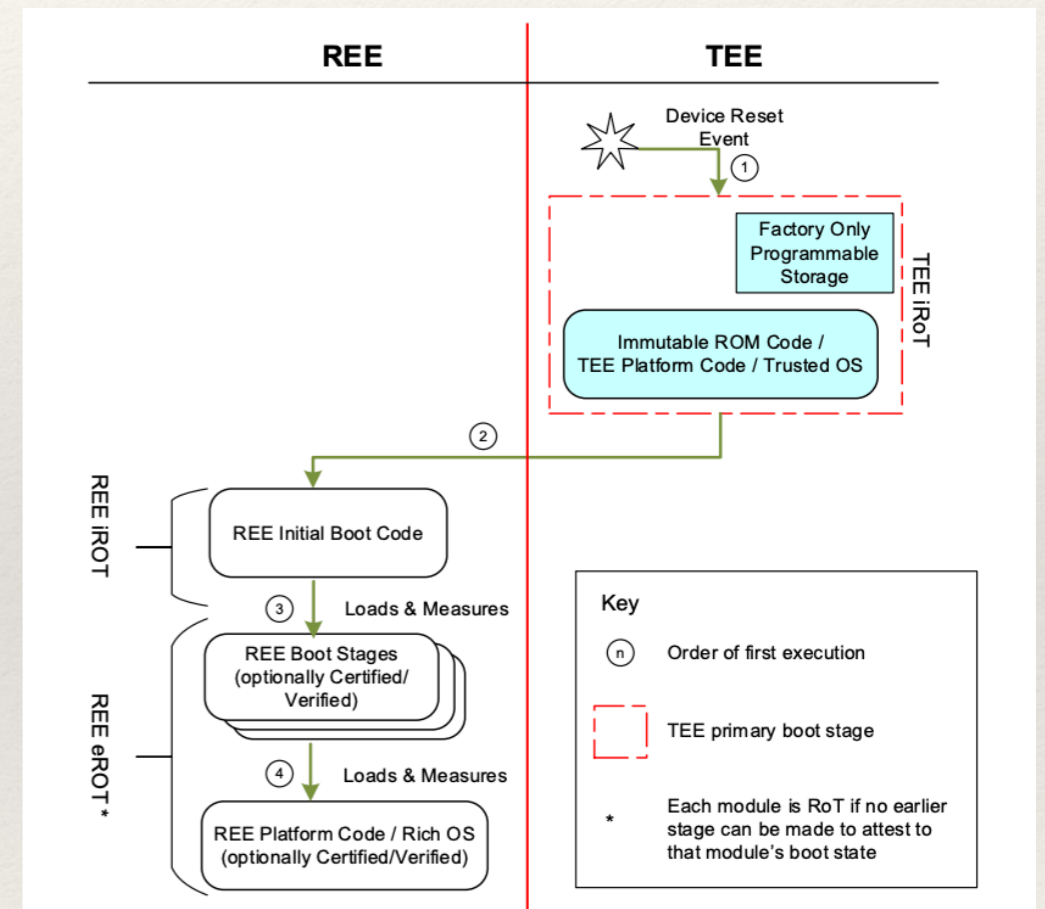 REE
TEE
Device Reset
Event
1
Factory Only
Programmable
Storage
TEE iRoT
Immutable ROM Code /
TEE Platform Code / Trusted OS
2
REE iROT
REE Initial Boot Code
3
Loads & Measures
REE eROT *
REE Boot Stages
(optionally Certified/
Verified)
4
Loads & Measures
REE Platform Code / Rich OS
(optionally Certified/Verified)
Key
n
Order of first execution
TEE primary boot stage
*
Each module is RoT if no earlier
stage can be made to attest to
that module's boot state